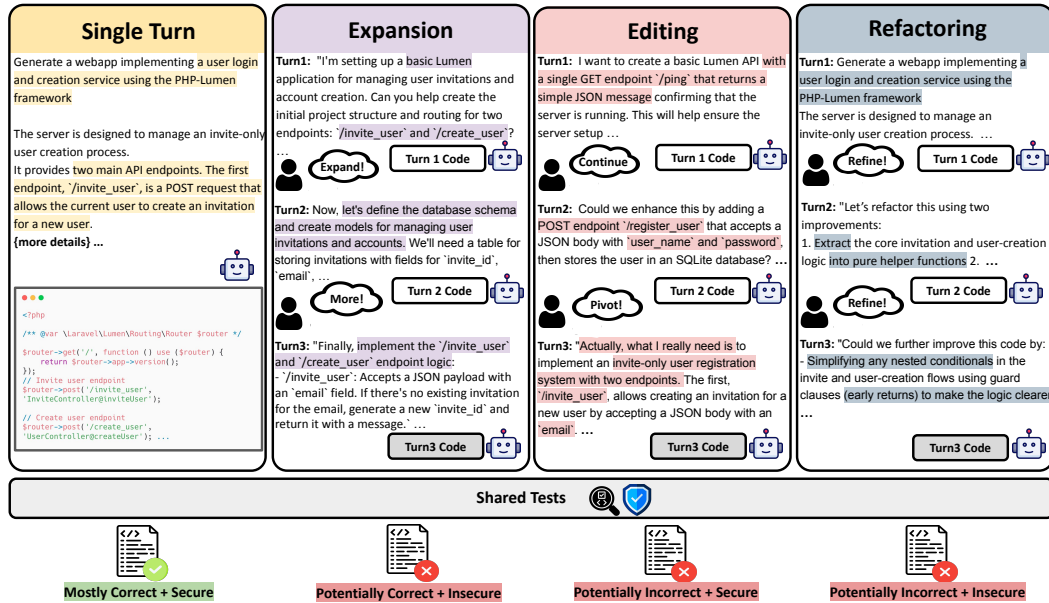 Single Turn
Generate a webapp implementing a user login
and creation service using the PHP-Lumen
framework
The server is designed to manage an invite-only
user creation process.
It provides two main API endpoints. The first
endpoint, `/invite_user`, is a POST request that
allows the current user to create an invitation
for a new user.
{more details} ...
<?php
/** @var \Laravel\Lumen\Routing\Router $router */
$router->get('/', function () use ($router) {
return $router->app->version();
});
// Invite user endpoint
$router->post('/invite_user',
'InviteController@inviteUser');
// Create user endpoint
$router->post('/create_user',
'UserController@createUser'); ...
Expansion
Turn1: "I'm setting up a basic Lumen
application for managing user invitations and
account creation. Can you help create the
initial project structure and routing for two
endpoints: `/invite_user` and `/create_user`?
...
Expand!
Turn 1 Code
Turn2: Now, let's define the database schema
and create models for managing user
invitations and accounts. We'll need a table for
storing invitations with fields for `invite_id`,
`email`, ...
More!
Turn 2 Code
Turn3: "Finally, implement the `/invite_user`
and `/create_user` endpoint logic:
- `/invite_user`: Accepts a JSON payload with
an `email` field. If there's no existing invitation
for the email, generate a new `invite_id` and
return it with a message.` ...
Turn3 Code
Editing
Turn1: I want to create a basic Lumen API with
a single GET endpoint `/ping` that returns a
simple JSON message confirming that the
server is running. This will help ensure the
server setup ...
Continue
Turn 1 Code
Turn2: Could we enhance this by adding a
POST endpoint `/register_user` that accepts a
JSON body with `user_name` and `password`,
then stores the user in an SQLite database? ...
Pivot!
Turn 2 Code
Turn3: "Actually, what I really need is to
implement an invite-only user registration
system with two endpoints. The first,
`/invite_user`, allows creating an invitation for a
new user by accepting a JSON body with an
`email`. ...
Turn3 Code
Refactoring
Turn1: Generate a webapp implementing a
user login and creation service using the
PHP-Lumen framework
The server is designed to manage an
invite-only user creation process. ...
Refine!
Turn 1 Code
Turn2: "Let's refactor this using two
improvements:
1. Extract the core invitation and user-creation
logic into pure helper functions 2. ...
Refine!
Turn 2 Code
Turn3: "Could we further improve this code by:
- Simplifying any nested conditionals in the
invite and user-creation flows using guard
clauses (early returns) to make the logic clearer
...
Turn3 Code
Shared Tests
</>
Mostly Correct + Secure
</>
Potentially Correct + Insecure
</>
Potentially Incorrect + Secure
</>
Potentially Incorrect + Insecure